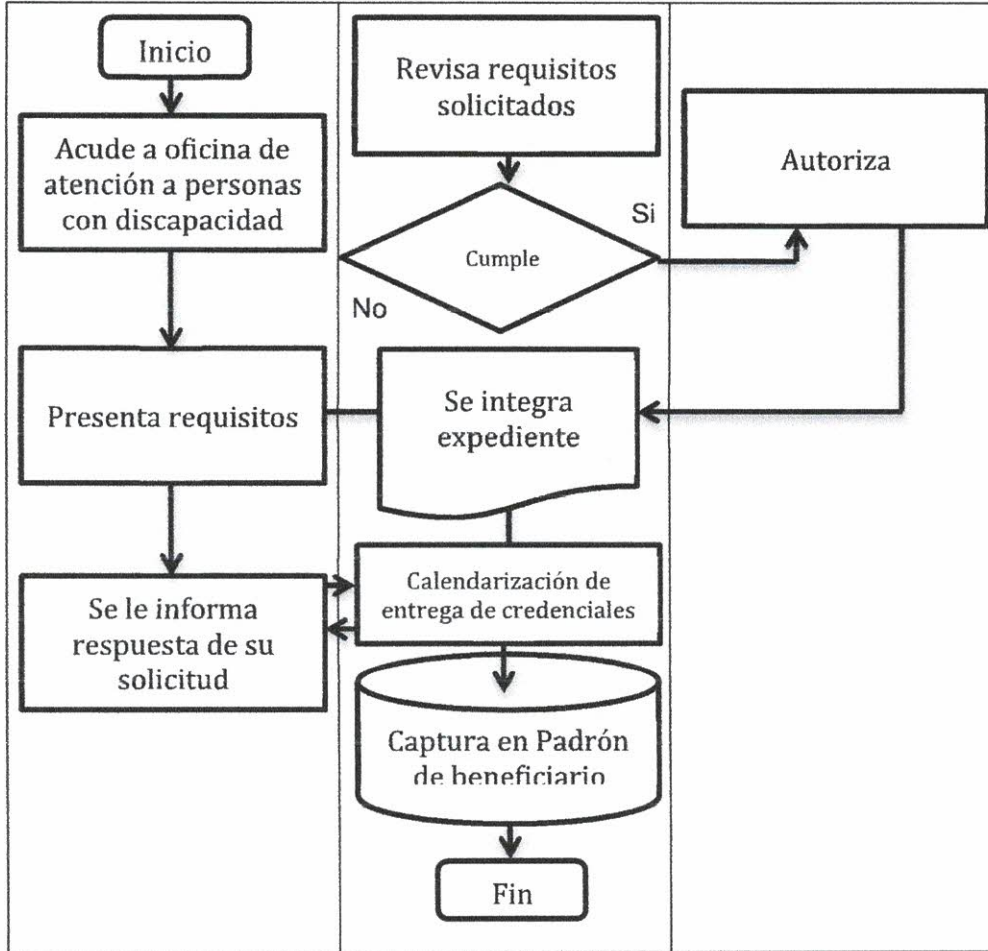 Inicio
Acude a oficina de
atención a personas
con discapacidad
Presenta requisitos
Se le informa
respuesta de su
solicitud
Revisa requisitos
solicitados
Cumple
Si
No
Autoriza
Se integra
expediente
Calendarización de
entrega de credenciales
Captura en Padrón
de beneficiario
Fin